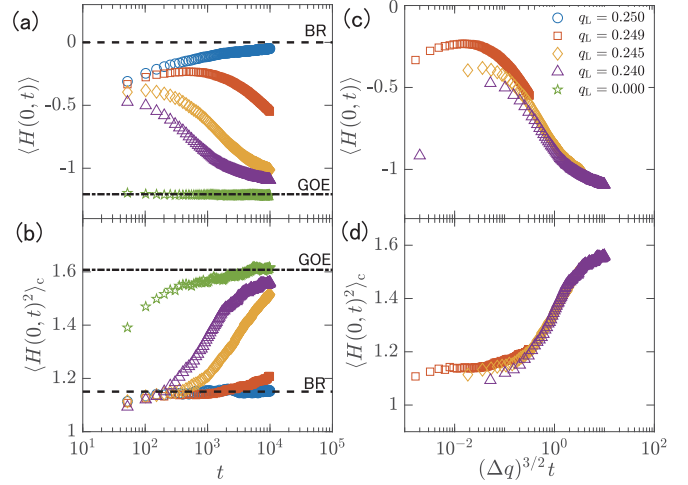 (a)
BR
0
-0.5
-1
⟨H(0, t)⟩
GOE
(b)
GOE
1.6
1.4
1.2
1
⟨H(0, t)²⟩c
BR
10¹ 10² 10³ 10⁴ 10⁵
t
(c)
qL = 0.250
qL = 0.249
qL = 0.245
qL = 0.240
qL = 0.000
0
-0.5
-1
⟨H(0, t)⟩
(d)
1.6
1.4
1.2
1
⟨H(0, t)²⟩c
10⁻² 10⁰ 10²
(Δq)³/²t